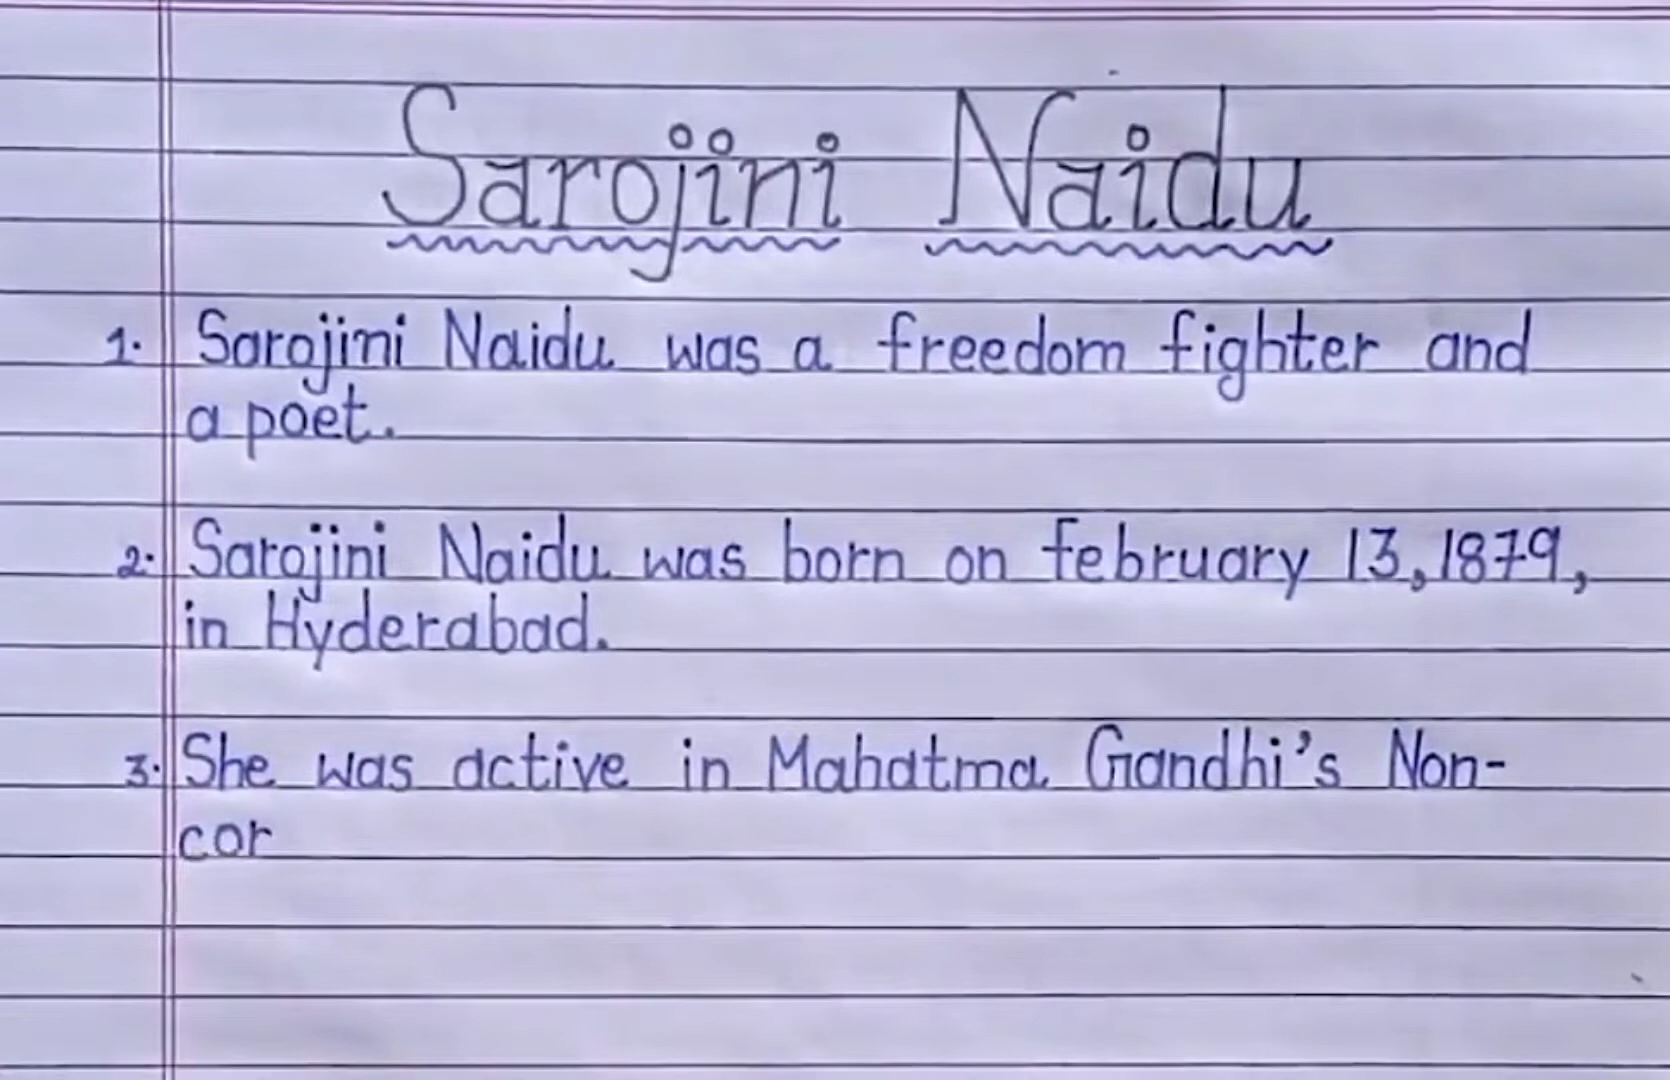 Sarojini Naidu
1. Sarojini Naidu was a freedom fighter and
a poet.
2. Sarojini Naidu was born on february 13, 1879,
in Hyderabad.
3. She was active in Mahatma Gandhi's Non-
cor